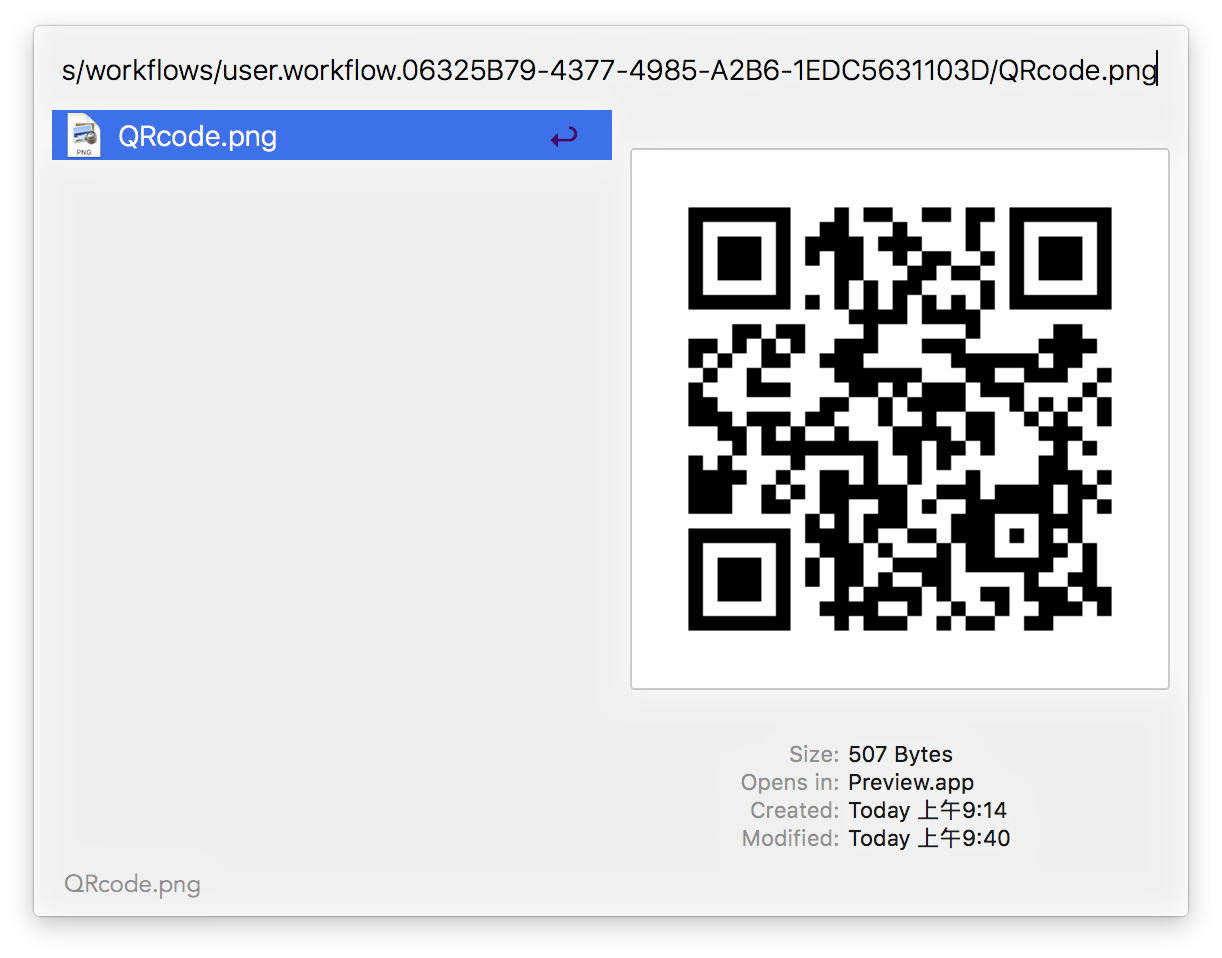 s/workflows/user.workflow.06325B79-4377-4985-A2B6-1EDC5631103D/QRcode.png
PNG
QRcode.png
Size: 507 Bytes
Opens in: Preview.app
Created: Today 上午9:14
Modified: Today 上午9:40
QRcode.png